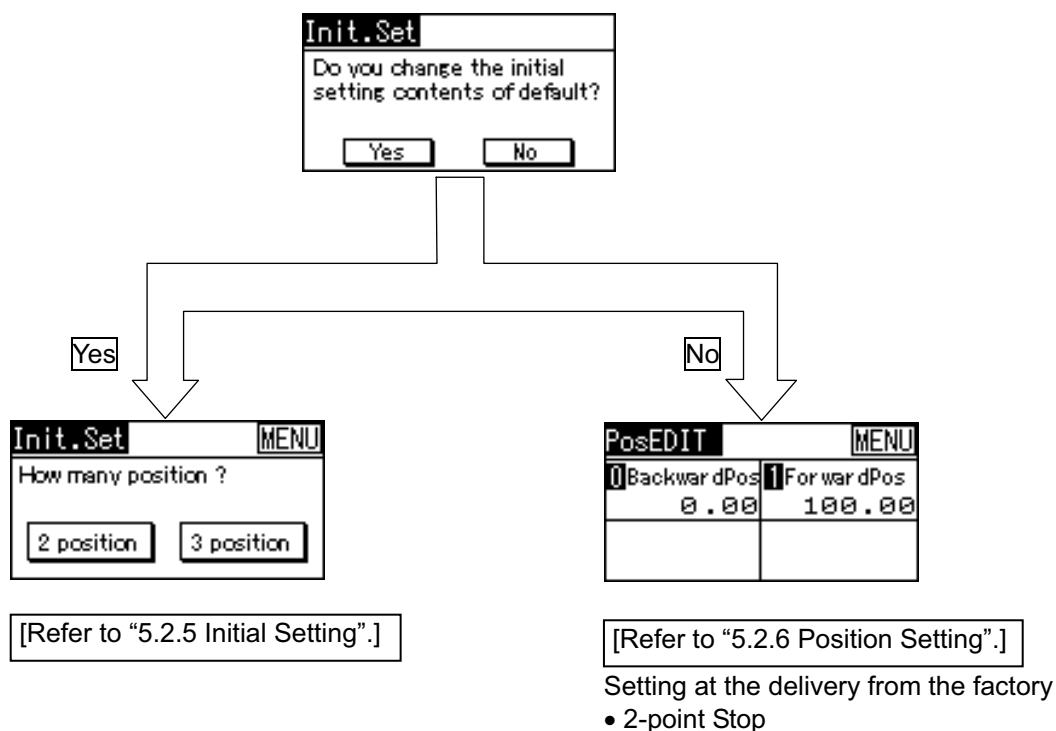 Init.Set
Do you change the initial
setting contents of default?
Yes No
Yes
No
Init.Set MENU
How many position ?
2 position 3 position
[Refer to “5.2.5 Initial Setting”.]
PosEDIT MENU
0 BackwardPos 1 ForwardPos
0.00 100.00
[Refer to “5.2.6 Position Setting”.]
Setting at the delivery from the factory
• 2-point Stop